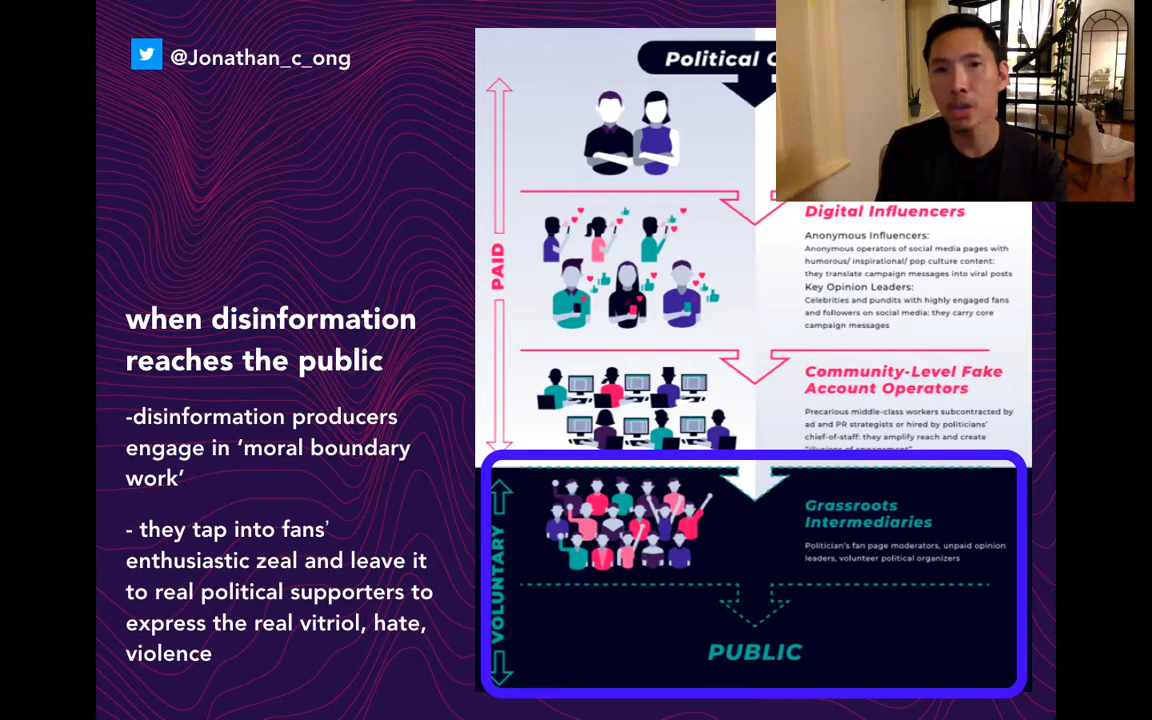 @Jonathan_c_ong
when disinformation
reaches the public
-disinformation producers
engage in ‘moral boundary
work’
- they tap into fans’
enthusiastic zeal and leave it
to real political supporters to
express the real vitriol, hate,
violence
Political
PAID
Digital Influencers
Anonymous Influencers:
Anonymous operators of social media pages with
humorous/ inspirational/ pop culture content:
they translate campaign messages into viral posts
Key Opinion Leaders:
Celebrities and pundits with highly engaged fans
and followers on social media: they carry core
campaign messages
Community-Level Fake
Account Operators
Precarious middle-class workers subcontracted by
ad and PR strategists or hired by politicians’
chief-of-staff: they amplify reach and create
"illusions of engagement"
VOLUNTARY
Grassroots
Intermediaries
Politician's fan page moderators, unpaid opinion
leaders, volunteer political organizers
PUBLIC